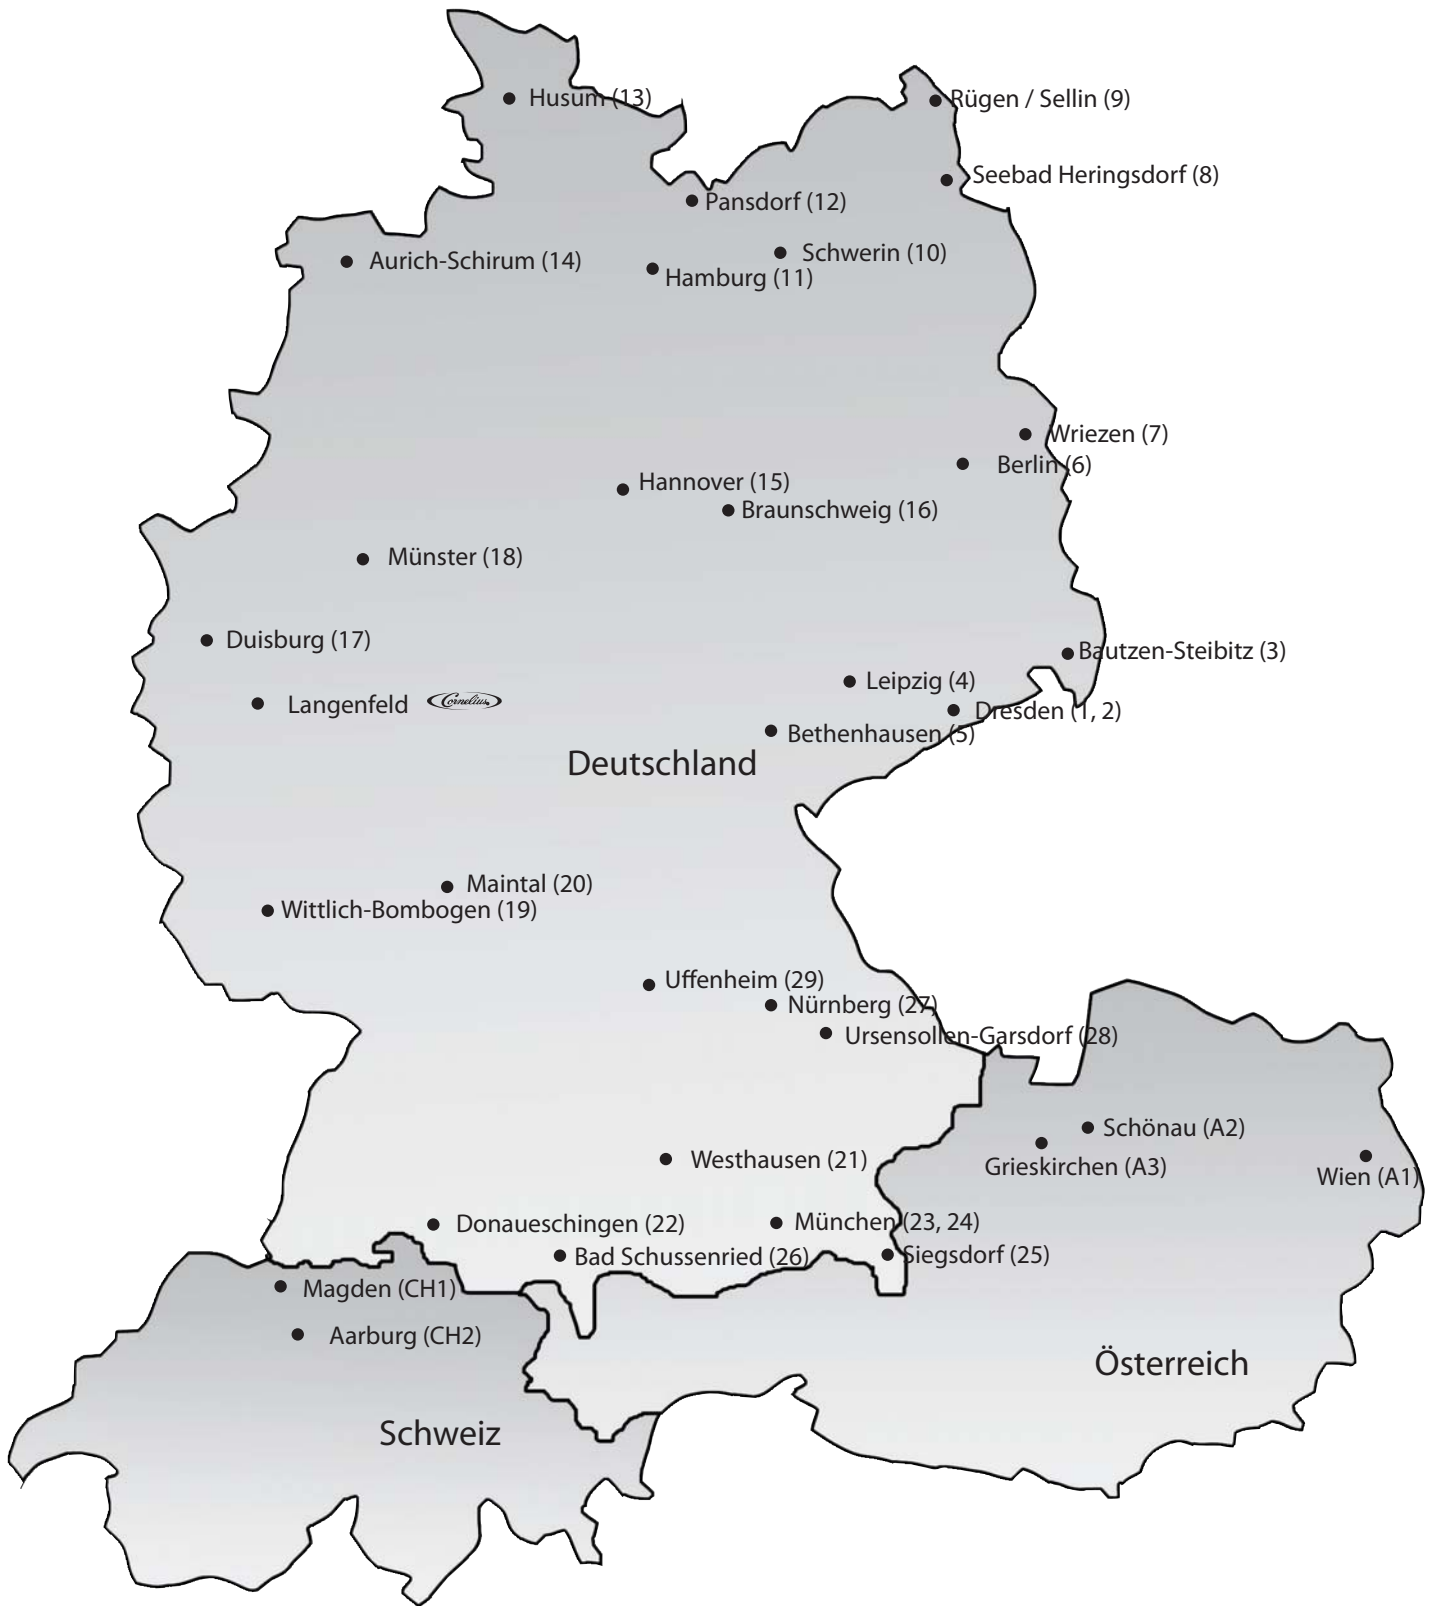 Husum (13)
Rügen / Sellin (9)
Seebad Heringsdorf (8)
Pansdorf (12)
Schwerin (10)
Aurich-Schirum (14)
Hamburg (11)
Wriezen (7)
Berlin (6)
Hannover (15)
Braunschweig (16)
Münster (18)
Duisburg (17)
Bautzen-Steibitz (3)
Leipzig (4)
Langenfeld Cornelius
Dresden (1, 2)
Bethenhausen (5)
Deutschland
Maintal (20)
Wittlich-Bombogen (19)
Uffenheim (29)
Nürnberg (27)
Ursensollen-Garsdorf (28)
Schönau (A2)
Westhausen (21)
Grieskirchen (A3)
Wien (A1)
Donaueschingen (22)
München (23, 24)
Bad Schussenried (26)
Siegsdorf (25)
Magden (CH1)
Aarburg (CH2)
Österreich
Schweiz